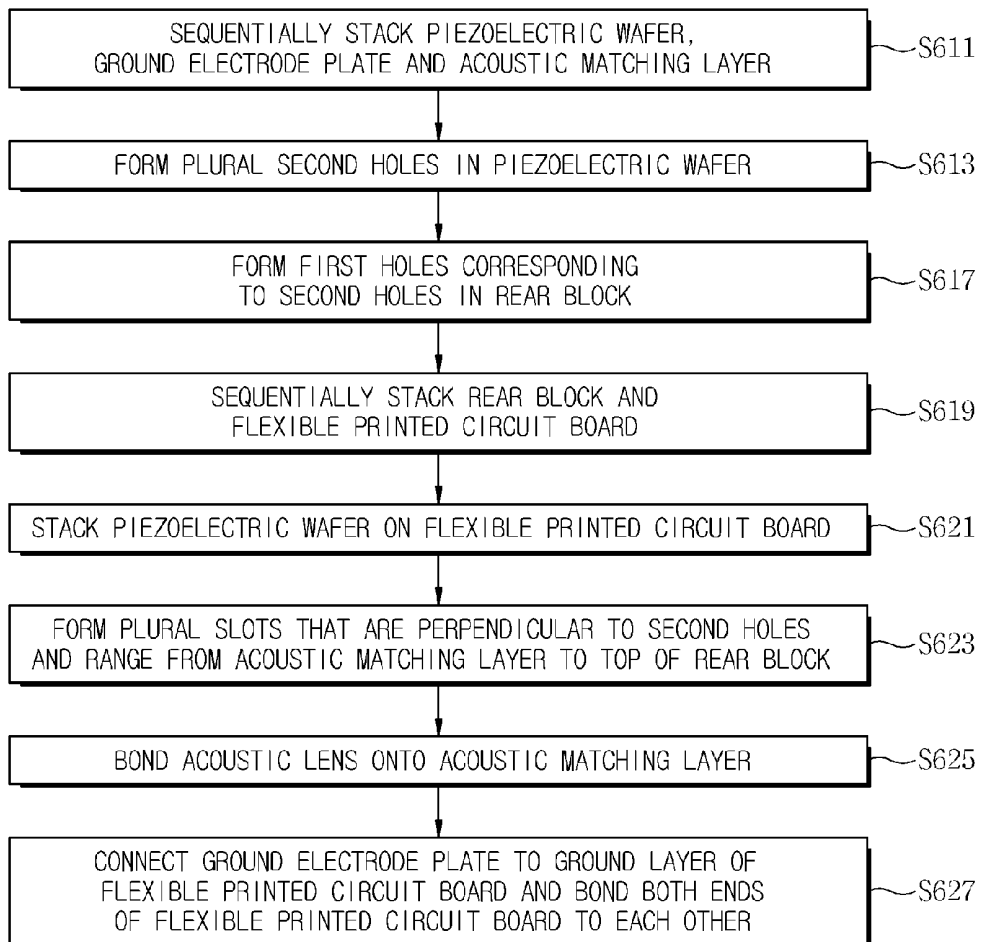 SEQUENTIALLY STACK PIEZOELECTRIC WAFER,
GROUND ELECTRODE PLATE AND ACOUSTIC MATCHING LAYER
S611
FORM PLURAL SECOND HOLES IN PIEZOELECTRIC WAFER
S613
FORM FIRST HOLES CORRESPONDING
TO SECOND HOLES IN REAR BLOCK
S617
SEQUENTIALLY STACK REAR BLOCK AND
FLEXIBLE PRINTED CIRCUIT BOARD
S619
STACK PIEZOELECTRIC WAFER ON FLEXIBLE PRINTED CIRCUIT BOARD
S621
FORM PLURAL SLOTS THAT ARE PERPENDICULAR TO SECOND HOLES
AND RANGE FROM ACOUSTIC MATCHING LAYER TO TOP OF REAR BLOCK
S623
BOND ACOUSTIC LENS ONTO ACOUSTIC MATCHING LAYER
S625
CONNECT GROUND ELECTRODE PLATE TO GROUND LAYER OF
FLEXIBLE PRINTED CIRCUIT BOARD AND BOND BOTH ENDS
OF FLEXIBLE PRINTED CIRCUIT BOARD TO EACH OTHER
S627